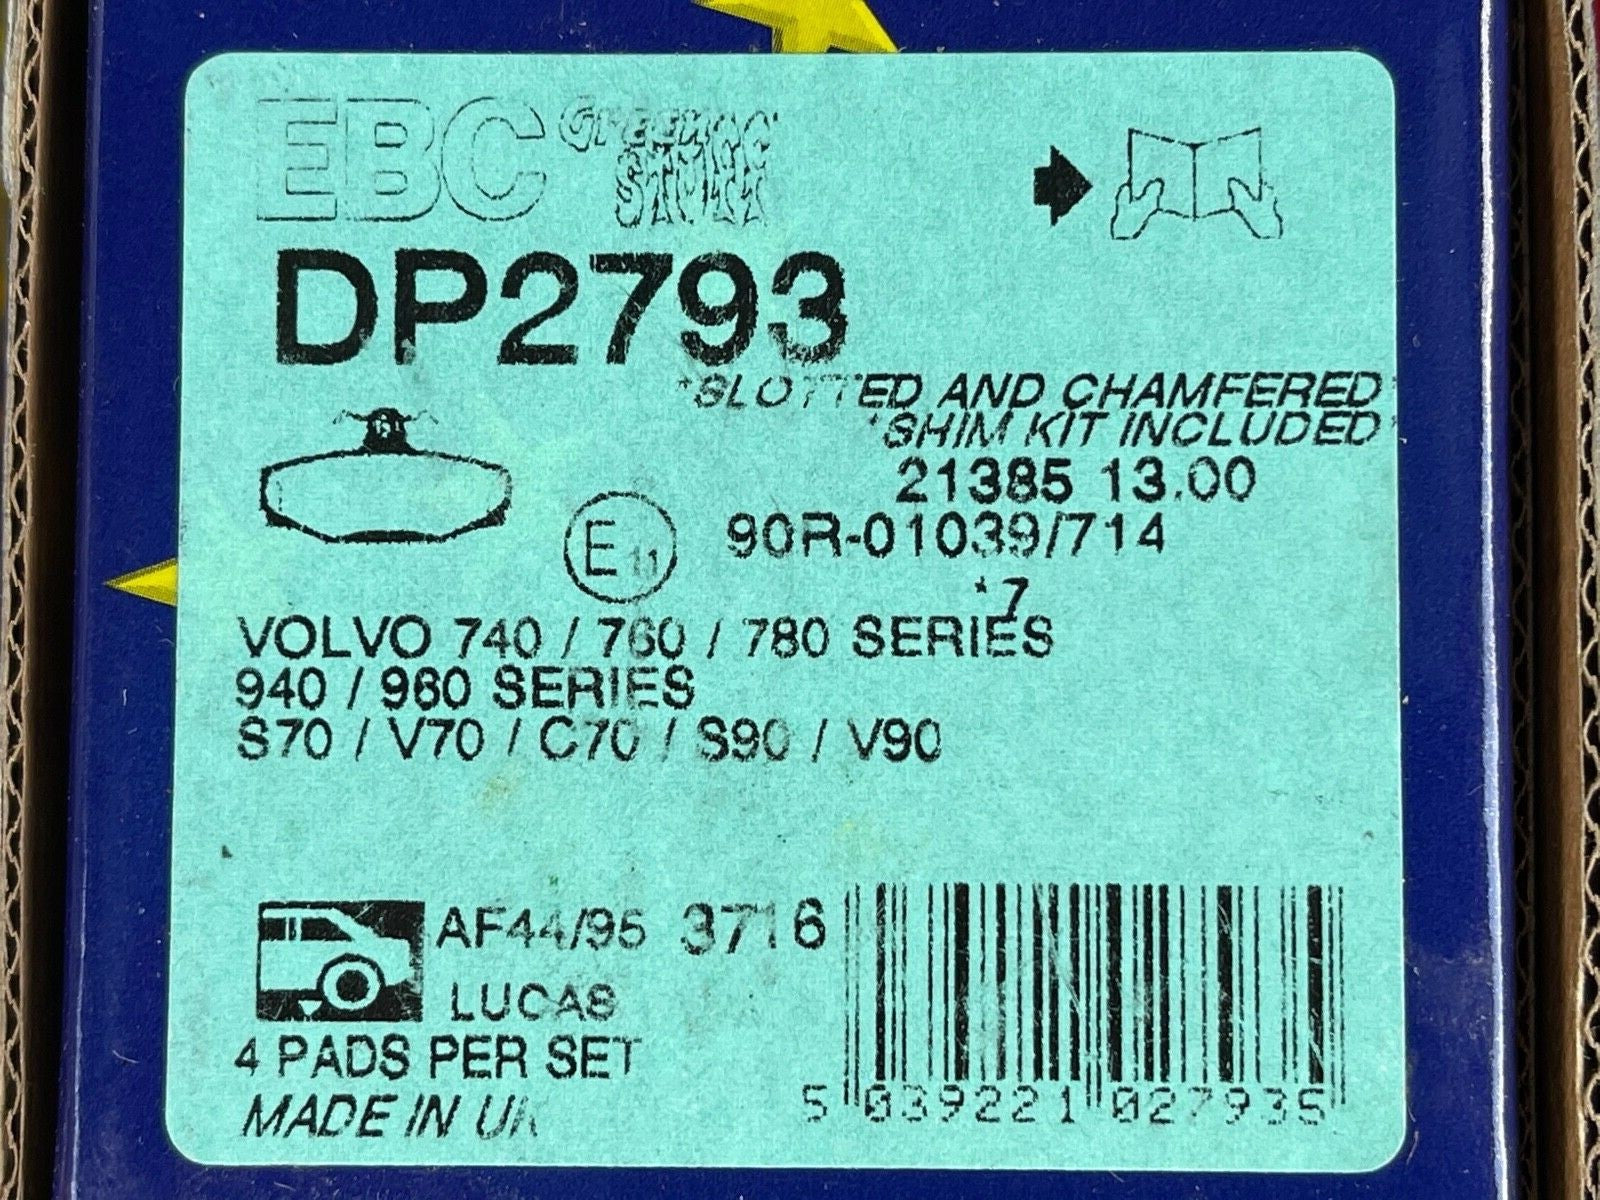 EBC GREENSTUFF
DP2793
*SLOTTED AND CHAMFERED*
*SHIM KIT INCLUDED*
21385 13.00
E11 90R-01039/714
*7
VOLVO 740 / 760 / 780 SERIES
940 / 960 SERIES
S70 / V70 / C70 / S90 / V90
AF44/95 3716
LUCAS
4 PADS PER SET
MADE IN UK
5 039221 027935